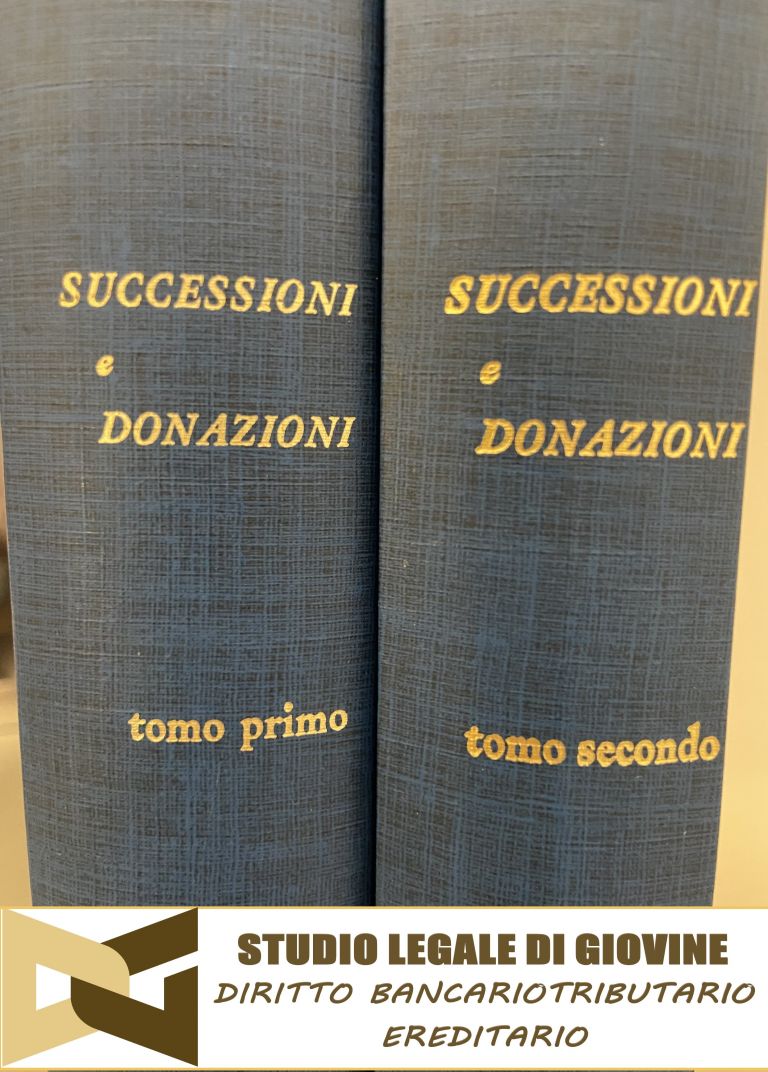 SUCCESSIONI
e
DONAZIONI
tomo primo
SUCCESSIONI
e
DONAZIONI
tomo secondo
STUDIO LEGALE DI GIOVINE
DIRITTO BANCARIOTRIBUTARIO
EREDITARIO